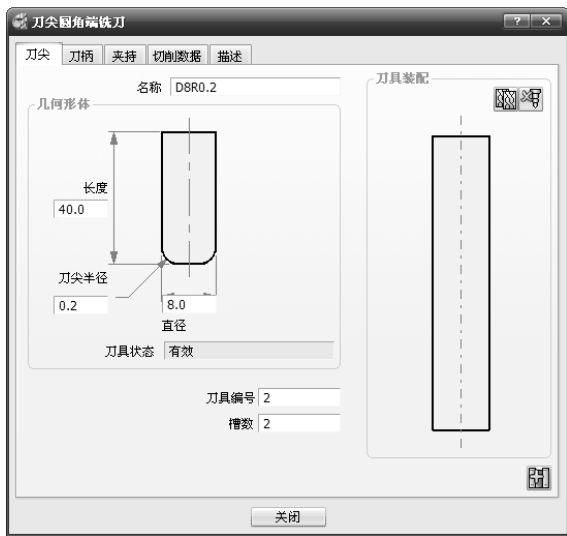 刀尖圆角端铣刀
刀尖 刀柄 夹持 切削数据 描述
名称 D8R0.2
几何形体
长度
40.0
刀尖半径
0.2
8.0
直径
刀具状态 有效
刀具编号 2
槽数 2
刀具装配
关闭